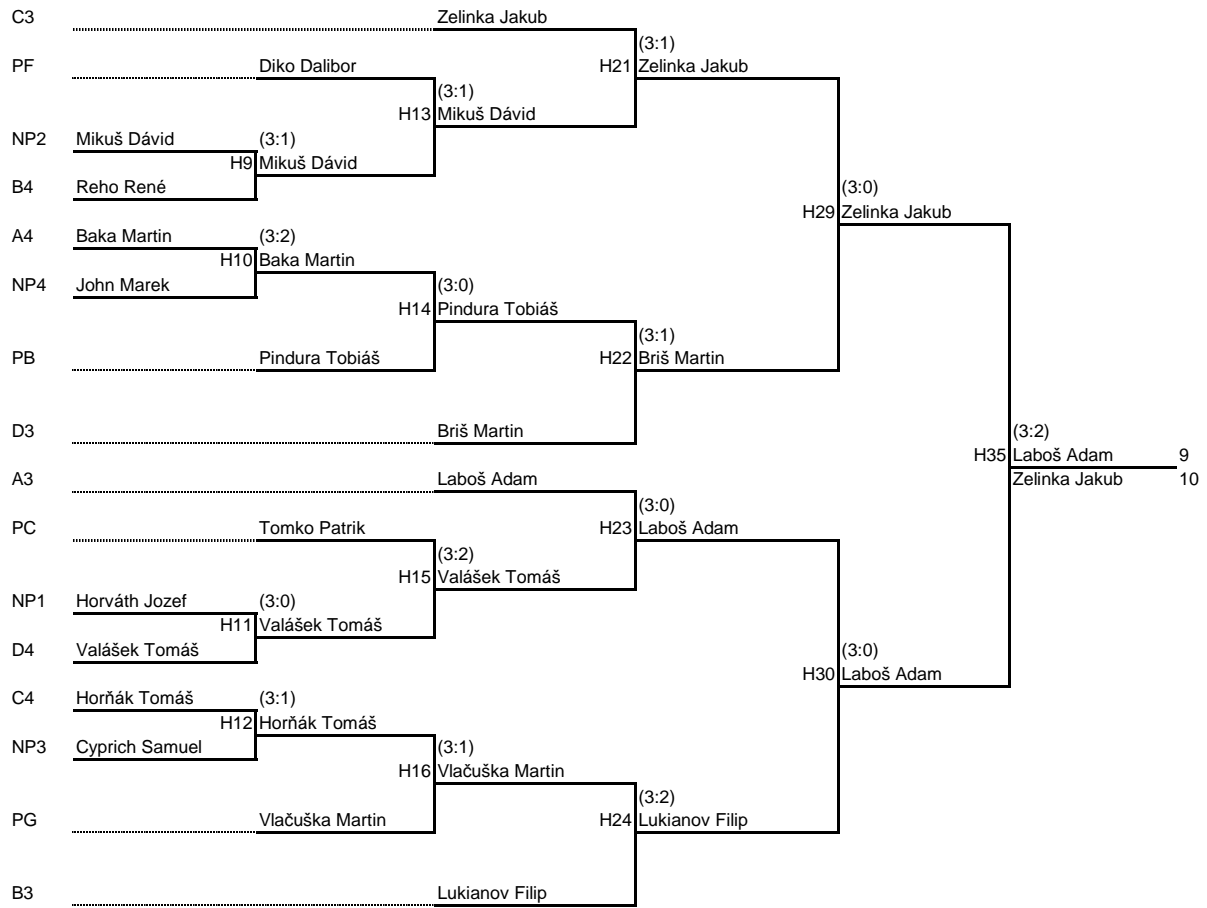 C3 Zelinka Jakub
(3:1)
PF Diko Dalibor H21 Zelinka Jakub
(3:1)
H13 Mikuš Dávid
NP2 Mikuš Dávid (3:1)
H9 Mikuš Dávid
B4 Reho René (3:0)
H29 Zelinka Jakub
A4 Baka Martin (3:2)
H10 Baka Martin
NP4 John Marek (3:0)
H14 Pindura Tobiáš
(3:1)
PB Pindura Tobiáš H22 Briš Martin
D3 Briš Martin (3:2)
H35 Laboš Adam 9
A3 Laboš Adam Zelinka Jakub 10
(3:0)
PC Tomko Patrik H23 Laboš Adam
(3:2)
H15 Valášek Tomáš
NP1 Horváth Jozef (3:0)
H11 Valášek Tomáš
D4 Valášek Tomáš (3:0)
H30 Laboš Adam
C4 Horňák Tomáš (3:1)
H12 Horňák Tomáš
NP3 Cyprich Samuel (3:1)
H16 Vlačuška Martin
(3:2)
PG Vlačuška Martin H24 Lukianov Filip
B3 Lukianov Filip